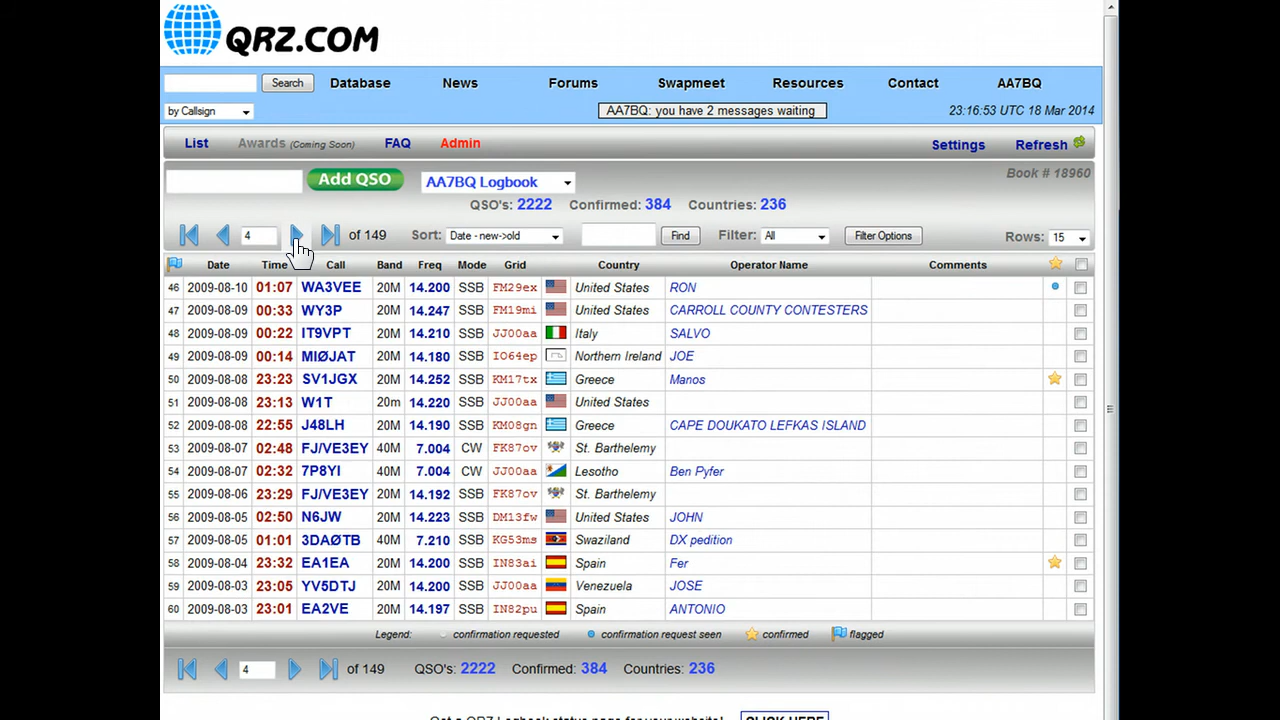 QRZ.COM
Search Database News Forums Swapmeet Resources Contact AA7BQ
by Callsign AA7BQ: you have 2 messages waiting 23:16:53 UTC 18 Mar 2014
List Awards (Coming Soon) FAQ Admin Settings Refresh
Add QSO AA7BQ Logbook Book # 18960
QSO's: 2222 Confirmed: 384 Countries: 236
4 of 149 Sort: Date - new->old Find Filter: All Filter Options Rows: 15
Date Time Call Band Freq Mode Grid Country Operator Name Comments
46 2009-08-10 01:07 WA3VEE 20M 14.200 SSB FM29ex United States RON
47 2009-08-09 00:33 WY3P 20M 14.247 SSB FM19mi United States CARROLL COUNTY CONTESTERS
48 2009-08-09 00:22 IT9VPT 20M 14.210 SSB JJ00aa Italy SALVO
49 2009-08-09 00:14 MIØJAT 20M 14.180 SSB IO64ep Northern Ireland JOE
50 2009-08-08 23:23 SV1JGX 20M 14.252 SSB KM17tx Greece Manos
51 2009-08-08 23:13 W1T 20m 14.220 SSB JJ00aa United States
52 2009-08-08 22:55 J48LH 20M 14.190 SSB KM08gn Greece CAPE DOUKATO LEFKAS ISLAND
53 2009-08-07 02:48 FJ/VE3EY 40M 7.004 CW FK87ov St. Barthelemy
54 2009-08-07 02:32 7P8YI 40M 7.004 CW JJ00aa Lesotho Ben Pyfer
55 2009-08-06 23:29 FJ/VE3EY 20M 14.192 SSB FK87ov St. Barthelemy
56 2009-08-05 02:50 N6JW 20M 14.223 SSB DM13fw United States JOHN
57 2009-08-05 01:01 3DAØTB 40M 7.210 SSB KG53ms Swaziland DX pedition
58 2009-08-04 23:32 EA1EA 20M 14.200 SSB IN83ai Spain Fer
59 2009-08-03 23:05 YV5DTJ 20M 14.200 SSB JJ00aa Venezuela JOSE
60 2009-08-03 23:01 EA2VE 20M 14.197 SSB IN82pu Spain ANTONIO
Legend: confirmation requested confirmation request seen confirmed flagged
4 of 149 QSO's: 2222 Confirmed: 384 Countries: 236
Get a QRZ Logbook status page for your website! CLICK HERE